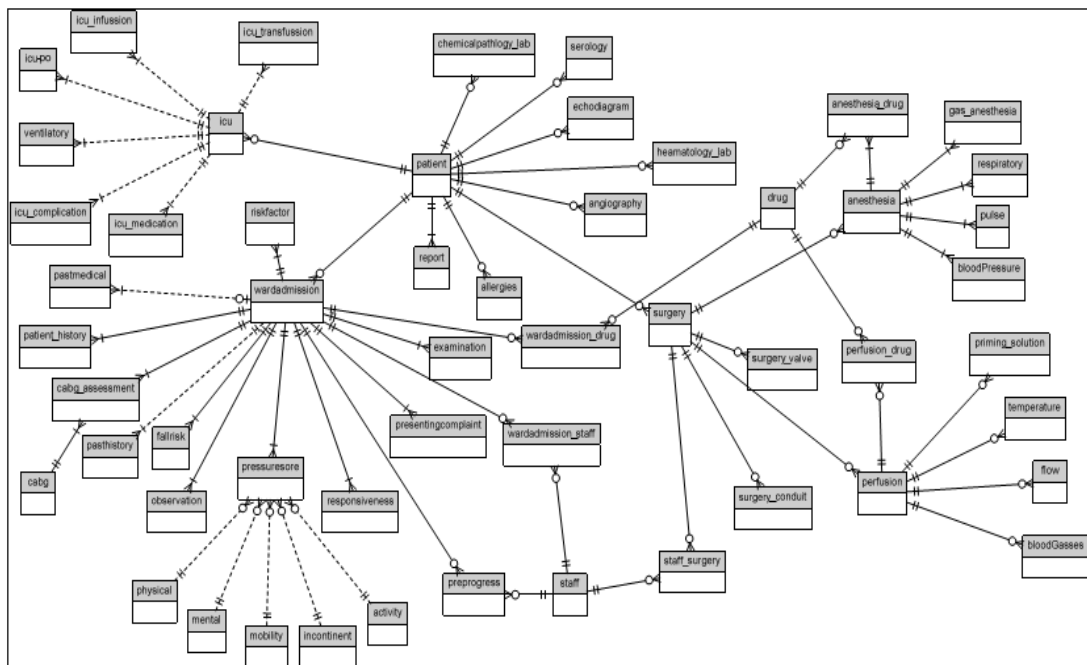 icu_infussion
icu_transfussion
chemicalpathlogy_lab
serology
icu-po
echodiagram
anesthesia_drug
gas_anesthesia
icu
ventilatory
heamatology_lab
patient
respiratory
drug
anesthesia
angiography
icu_complication
icu_medication
riskfactor
pulse
report
allergies
bloodPressure
pastmedical
wardadmission
surgery
patient_history
wardadmission_drug
examination
surgery_valve
perfusion_drug
priming_solution
cabg_assessment
temperature
presentingcomplaint
wardadmission_staff
pasthistory
fallrisk
pressuresore
cabg
observation
responsiveness
surgery_conduit
perfusion
flow
bloodGasses
staff_surgery
physical
preprogress
staff
mental
mobility
incontinent
activity